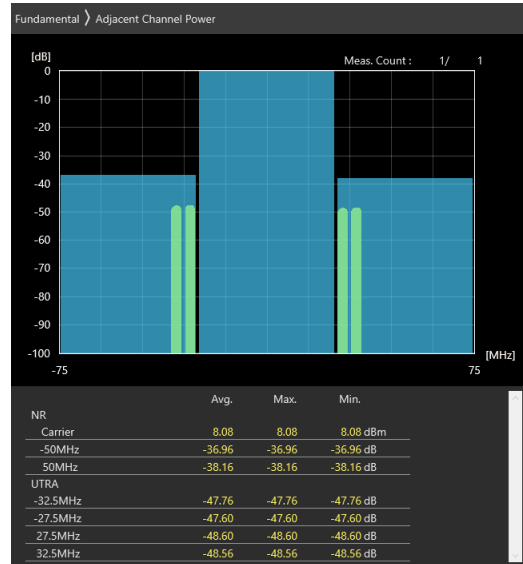 Fundamental 〉 Adjacent Channel Power
[dB]
Meas. Count : 1/ 1
0
-10
-20
-30
-40
-50
-60
-70
-80
-90
-100
[MHz]
-75 75
Avg. Max. Min.
NR
Carrier 8.08 8.08 8.08 dBm
-50MHz -36.96 -36.96 -36.96 dB
50MHz -38.16 -38.16 -38.16 dB
UTRA
-32.5MHz -47.76 -47.76 -47.76 dB
-27.5MHz -47.60 -47.60 -47.60 dB
27.5MHz -48.60 -48.60 -48.60 dB
32.5MHz -48.56 -48.56 -48.56 dB